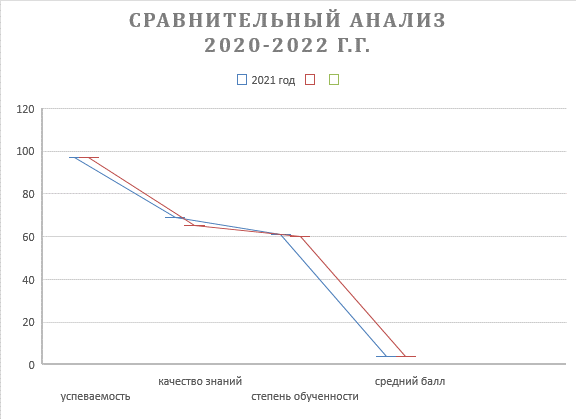 СРАВНИТЕЛЬНЫЙ АНАЛИЗ
2020-2022 Г.Г.
2021 год
120
100
80
60
40
20
0
качество знаний средний балл
успеваемость степень обученности